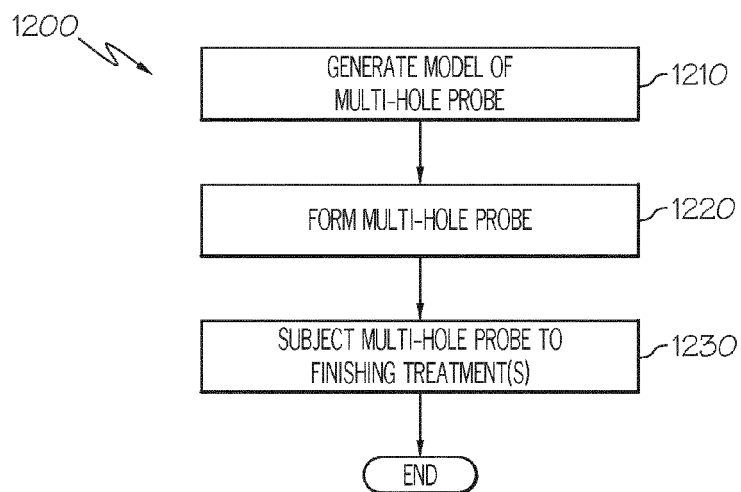 1200
GENERATE MODEL OF
MULTI-HOLE PROBE
1210
FORM MULTI-HOLE PROBE
1220
SUBJECT MULTI-HOLE PROBE TO
FINISHING TREATMENT(S)
1230
END